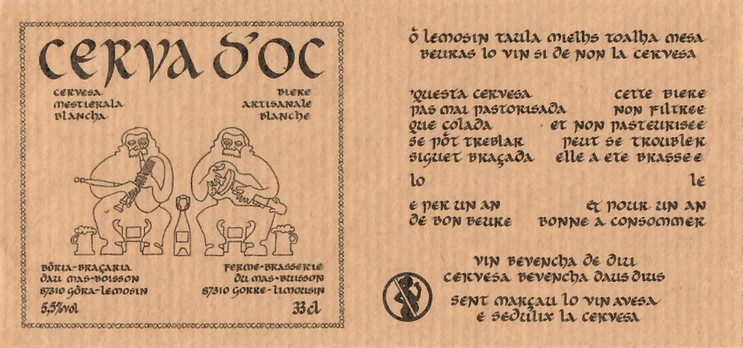 CERVA D'OC
CERVESA
MESTIERALA
BLANCHA
BIERE
ARTISANALE
BLANCHE
BÒRIA-BRAÇARIA
DAU MAS-BOISSON
87310 GÒRA-LEMOSIN
FERME-BRASSERIE
DU MAS-BUISSON
87310 GORRE-LIMOUSIN
5,5%vol
33cl
Ò LEMOSIN TAULA MIELHS TOALHA MESA
BEURAS LO VIN SI DE NON LA CERVESA
'QUESTA CERVESA
PAS MAI PASTORISADA
QUE COLADA
SE PÒT TREBLAR
SIGUET BRAÇADA
lo
E PER UN AN
DE BON BEURE
CETTE BIERE
NON FILTREE
ET NON PASTEURISEE
PEUT SE TROUBLER
ELLE A ETE BRASSEE
le
ET POUR UN AN
BONNE A CONSOMMER
VIN BEVENCHA DE DIU
CERVESA BEVENCHA DAUS DIUS
SENT MARÇAU LO VIN AVESA
E SEDULIX LA CERVESA